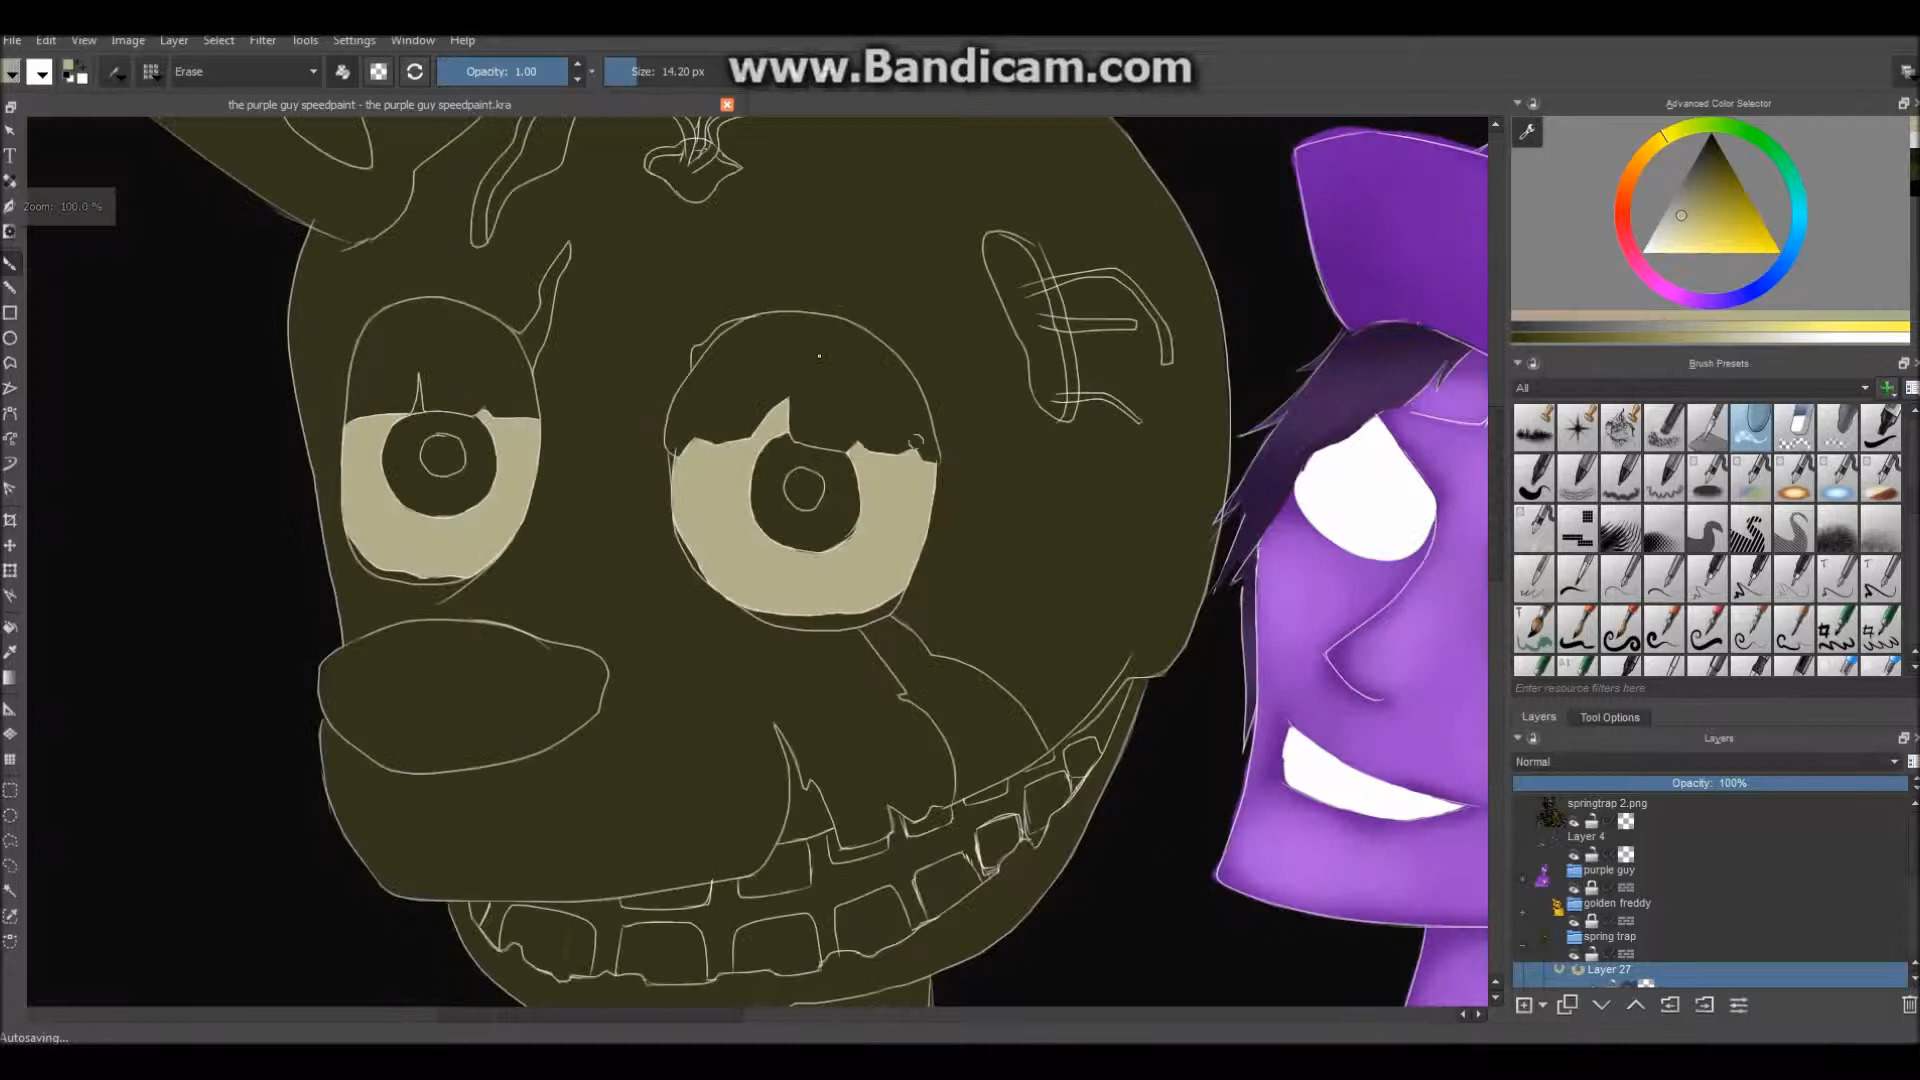 www.Bandicam.com
File Edit View Image Layer Select Filter Tools Settings Window Help
Erase
Opacity: 1.00
Size: 14.20 px
the purple guy speedpaint - the purple guy speedpaint.kra
Zoom: 100.0 %
Advanced Color Selector
Brush Presets
All
Enter resource filters here
Layers Tool Options
Layers
Normal
Opacity: 100%
springtrap 2.png
Layer 4
purple guy
golden freddy
spring trap
Layer 27
Autosaving...